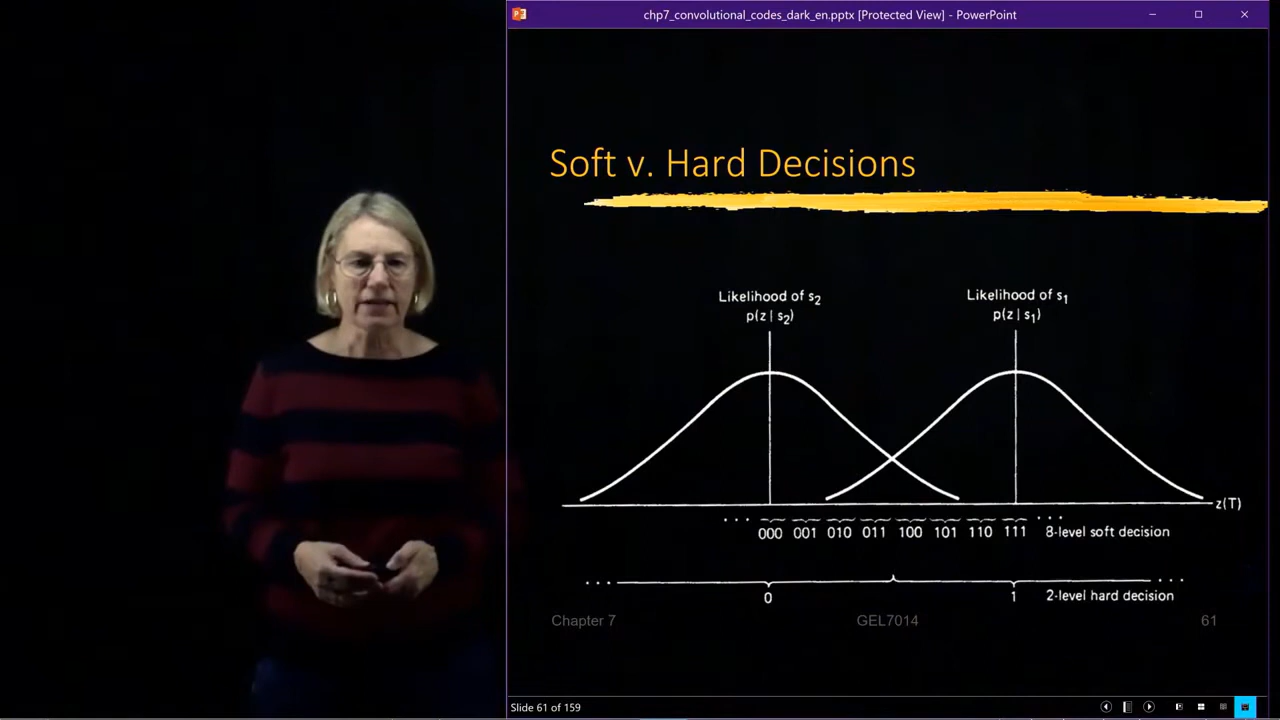 chp7_convolutional_codes_dark_en.pptx [Protected View] - PowerPoint
Soft v. Hard Decisions
Likelihood of s₂
p(z | s₂)
Likelihood of s₁
p(z | s₁)
z(T)
... 000 001 010 011 100 101 110 111 ... 8-level soft decision
... 0 1 ... 2-level hard decision
Chapter 7 GEL7014 61
Slide 61 of 159